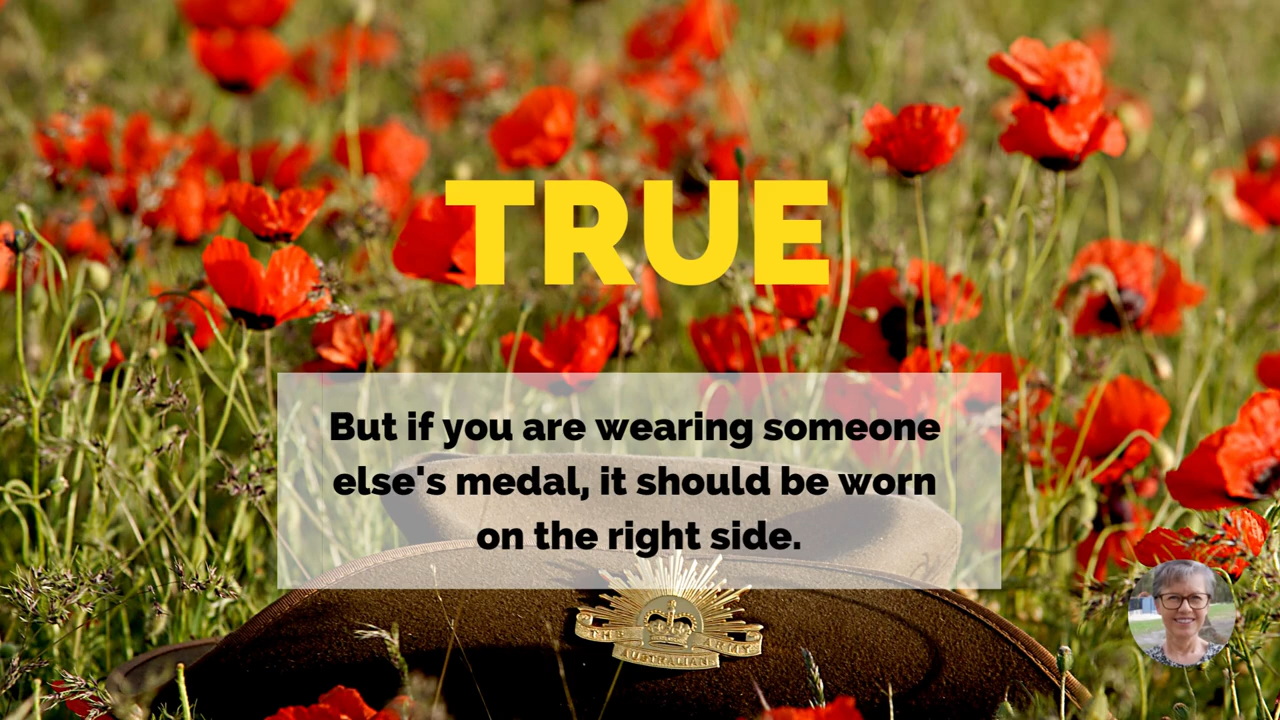 TRUE
But if you are wearing someone
else's medal, it should be worn
on the right side.
THE ARMY
AUSTRALIAN